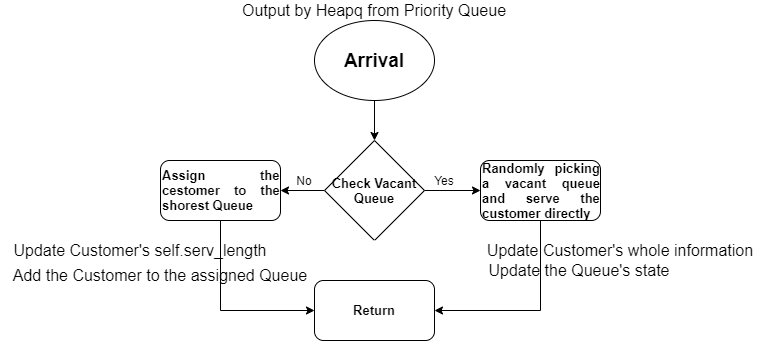 Output by Heapq from Priority Queue
Arrival
Check Vacant
Queue
No
Yes
Assign the
cestomer to the
shorest Queue
Randomly picking
a vacant queue
and serve the
customer directly
Update Customer's self.serv_length
Add the Customer to the assigned Queue
Update Customer's whole information
Update the Queue's state
Return